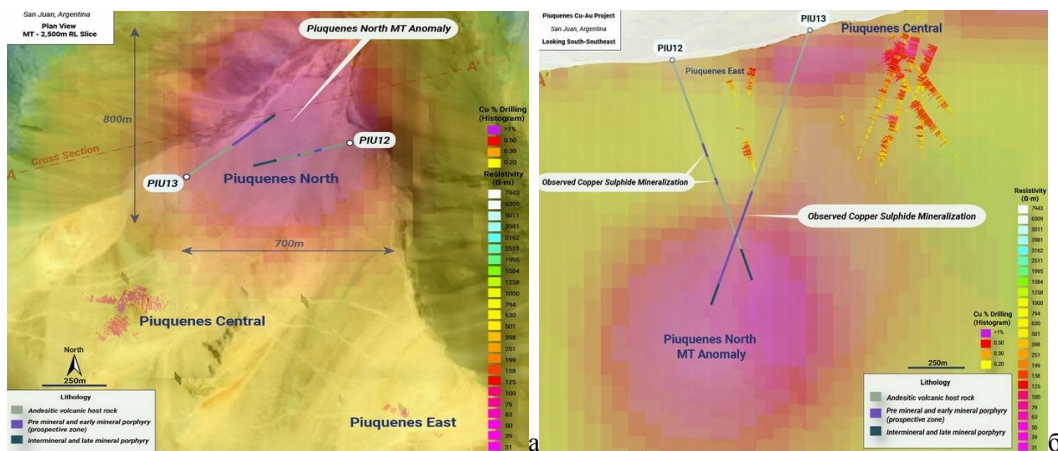 San Juan, Argentina
Plan View
MT - 2,500m RL Slice
Piuquenes North MT Anomaly
A'
800m
Cu % Drilling
(Histogram)
>1%
0.50
0.30
0.20
PIU12
Cross Section
A
PIU13
Piuquenes North
700m
Resistivity
(Ω·m)
7943
6309
5011
3981
3162
2511
1995
1584
1258
1000
794
630
501
398
251
199
158
125
100
79
63
50
39
31
Piuquenes Central
North
250m
Piuquenes East
Lithology
Andesitic volcanic host rock
Pre mineral and early mineral porphyry
(prospective zone)
Intermineral and late mineral porphyry
а
Piuquenes Cu-Au Project
San Juan, Argentina
Looking South-Southeast
PIU13
PIU12
Piuquenes Central
Piuquenes East
A'
Observed Copper Sulphide Mineralization
Observed Copper Sulphide Mineralization
Resistivity
(Ω·m)
7943
6309
5011
3981
3162
2511
1995
1584
1258
1000
794
630
501
398
251
199
158
125
100
79
63
50
39
31
Piuquenes North
MT Anomaly
Cu % Drilling
(Histogram)
>1%
0.50
0.30
0.20
250m
Lithology
Andesitic volcanic host rock
Pre mineral and early mineral porphyry
(prospective zone)
Intermineral and late mineral porphyry
б